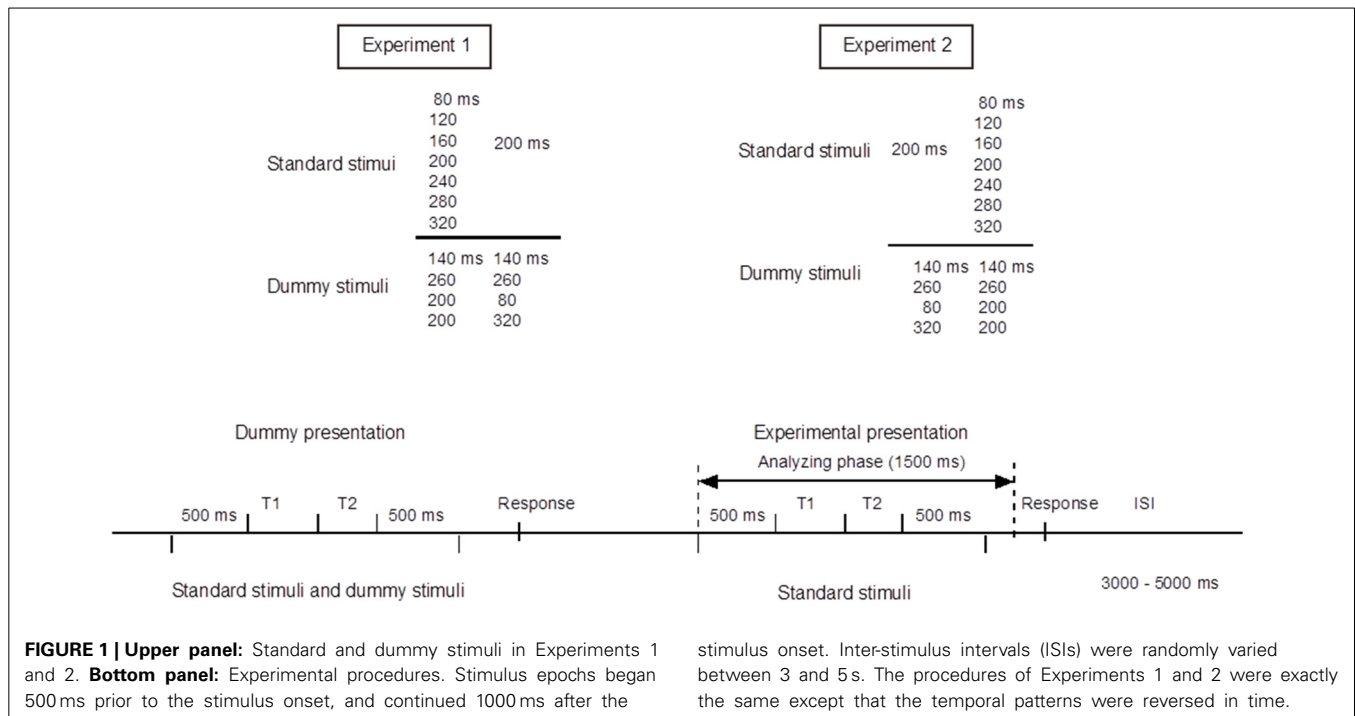 Experiment 1
Experiment 2
80 ms
120
160
200
240
280
320
200 ms
Standard stimui
140 ms 140 ms
260 260
200 80
200 320
Dummy stimuli
80 ms
120
160
200
240
280
320
Standard stimuli 200 ms
140 ms 140 ms
260 260
80 200
320 200
Dummy stimuli
Dummy presentation
Experimental presentation
Analyzing phase (1500 ms)
500 ms T1 T2 500 ms Response
500 ms T1 T2 500 ms Response ISI
Standard stimuli and dummy stimuli
Standard stimuli
3000 - 5000 ms
FIGURE 1 | Upper panel: Standard and dummy stimuli in Experiments 1
and 2. Bottom panel: Experimental procedures. Stimulus epochs began
500 ms prior to the stimulus onset, and continued 1000 ms after the
stimulus onset. Inter-stimulus intervals (ISIs) were randomly varied
between 3 and 5 s. The procedures of Experiments 1 and 2 were exactly
the same except that the temporal patterns were reversed in time.